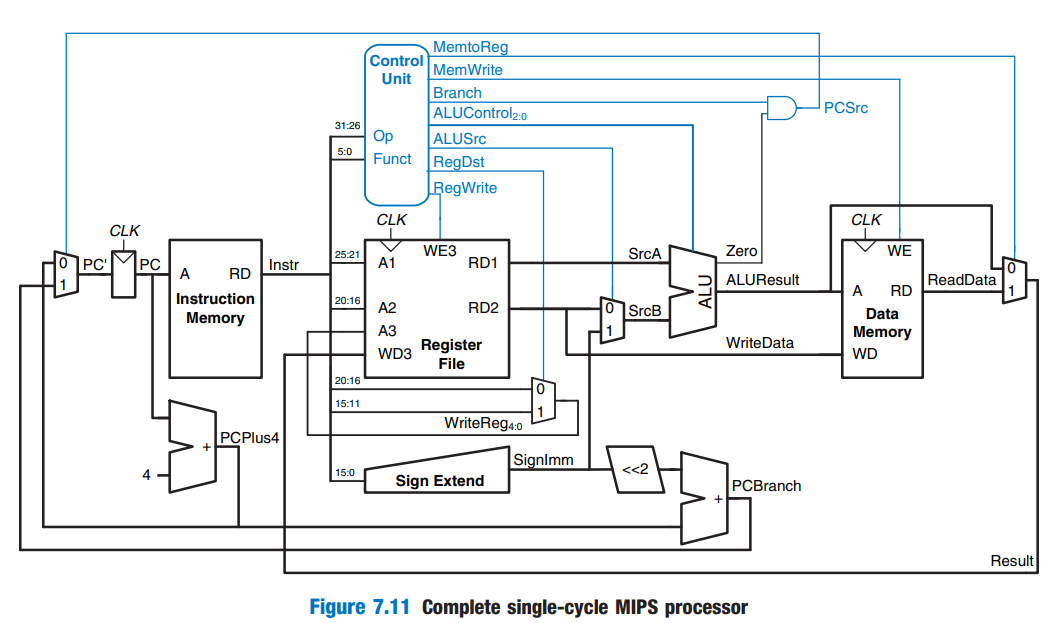 MemtoReg
Control
Unit
MemWrite
Branch
PCSrc
ALUControl2:0
31:26
Op
ALUSrc
5:0
Funct
RegDst
RegWrite
CLK
CLK
CLK
0
1
PC'
PC
A
RD
Instruction
Memory
Instr
25:21
A1
WE3
RD1
SrcA
Zero
WE
0
1
ALU
ALUResult
A
RD
ReadData
20:16
A2
RD2
0
1
SrcB
Data
Memory
A3
Register
File
WD3
WriteData
WD
20:16
0
15:11
1
WriteReg4:0
PCPlus4
+
4
SignImm
15:0
Sign Extend
<<2
+
PCBranch
Result
Figure 7.11 Complete single-cycle MIPS processor